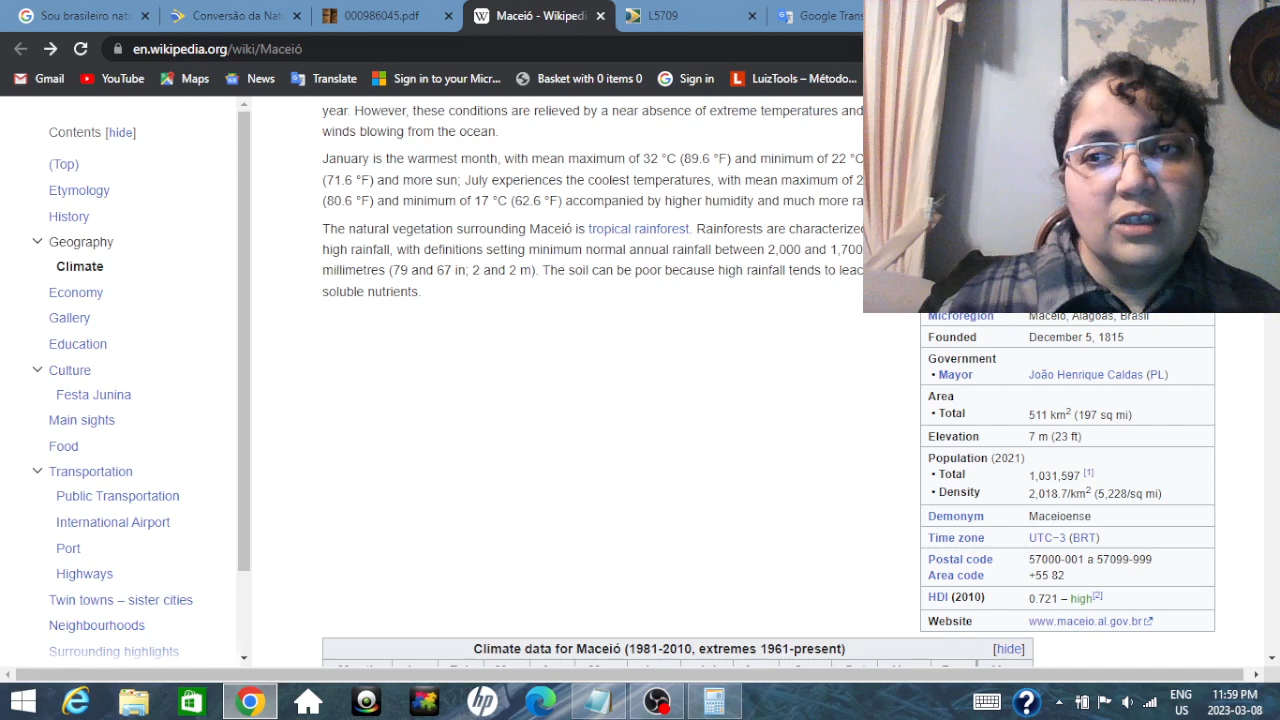 Sou brasileiro natu
Conversão da Na
000986045.pdf
Maceió - Wikiped
L5709
Google Tran
en.wikipedia.org/wiki/Maceió
Gmail
YouTube
Maps
News
Translate
Sign in to your Micr...
Basket with 0 items 0
Sign in
LuizTools – Método...
Contents [hide]
(Top)
Etymology
History
Geography
Climate
Economy
Gallery
Education
Culture
Festa Junina
Main sights
Food
Transportation
Public Transportation
International Airport
Port
Highways
Twin towns – sister cities
Neighbourhoods
Surrounding highlights
year. However, these conditions are relieved by a near absence of extreme temperatures and
winds blowing from the ocean.
January is the warmest month, with mean maximum of 32 °C (89.6 °F) and minimum of 22 °C
(71.6 °F) and more sun; July experiences the coolest temperatures, with mean maximum of 2
(80.6 °F) and minimum of 17 °C (62.6 °F) accompanied by higher humidity and much more ra
The natural vegetation surrounding Maceió is tropical rainforest. Rainforests are characterized
high rainfall, with definitions setting minimum normal annual rainfall between 2,000 and 1,700
millimetres (79 and 67 in; 2 and 2 m). The soil can be poor because high rainfall tends to leac
soluble nutrients.
Microregion Maceió, Alagoas, Brasil
Founded December 5, 1815
Government
• Mayor João Henrique Caldas (PL)
Area
• Total 511 km2 (197 sq mi)
Elevation 7 m (23 ft)
Population (2021)
• Total 1,031,597 [1]
• Density 2,018.7/km2 (5,228/sq mi)
Demonym Maceioense
Time zone UTC−3 (BRT)
Postal code 57000-001 a 57099-999
Area code +55 82
HDI (2010) 0.721 – high[2]
Website www.maceio.al.gov.br
Climate data for Maceió (1981-2010, extremes 1961-present) [hide]
ENG 11:59 PM
US 2023-03-08